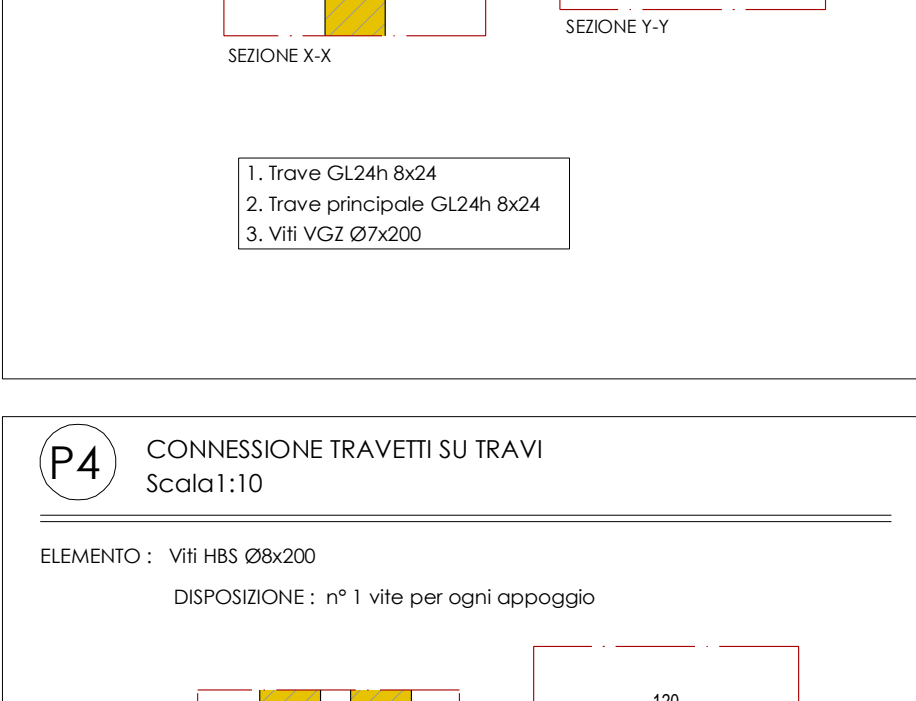 SEZIONE Y-Y
SEZIONE X-X
1. Trave GL24h 8x24
2. Trave principale GL24h 8x24
3. Viti VGZ Ø7x200
P4
CONNESSIONE TRAVETTI SU TRAVI
Scala1:10
ELEMENTO : Viti HBS Ø8x200
DISPOSIZIONE : n° 1 vite per ogni appoggio
120